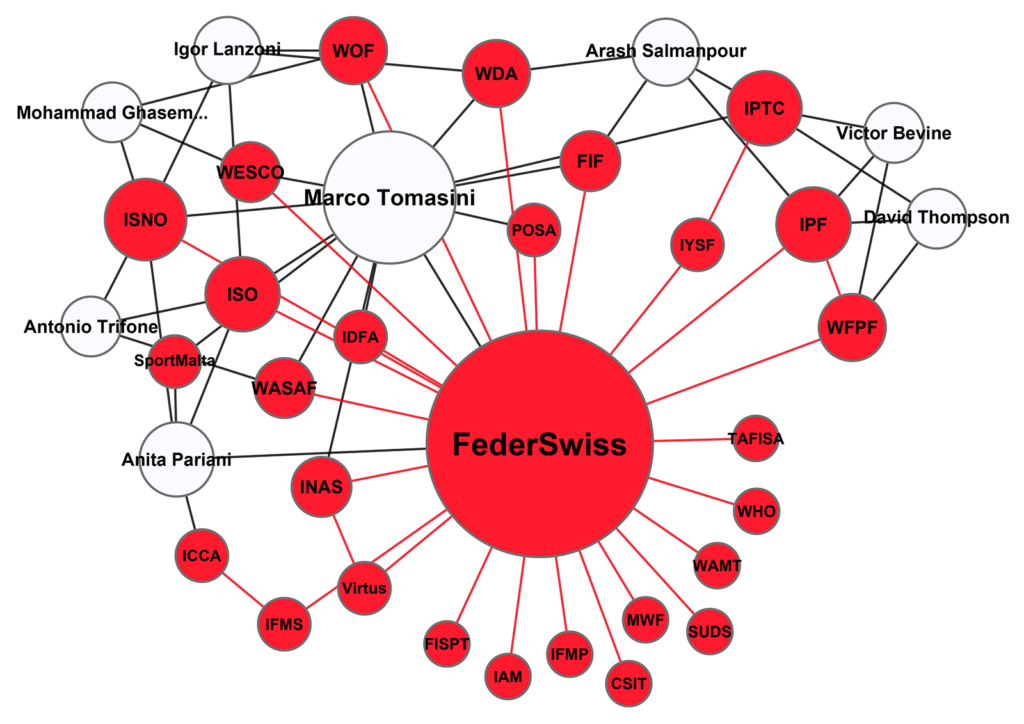 Igor Lanzoni
WOF
Arash Salmanpour
WDA
Mohammad Ghasem...
IPTC
Victor Bevine
WESCO
FIF
Marco Tomasini
ISNO
POSA
IYSF
IPF
David Thompson
ISO
Antonio Trifone
IDFA
WFPF
SportMalta
WASAF
FederSwiss
TAFISA
Anita Pariani
INAS
WHO
ICCA
WAMT
Virtus
IFMS
MWF
SUDS
FISPT
IFMP
IAM
CSIT